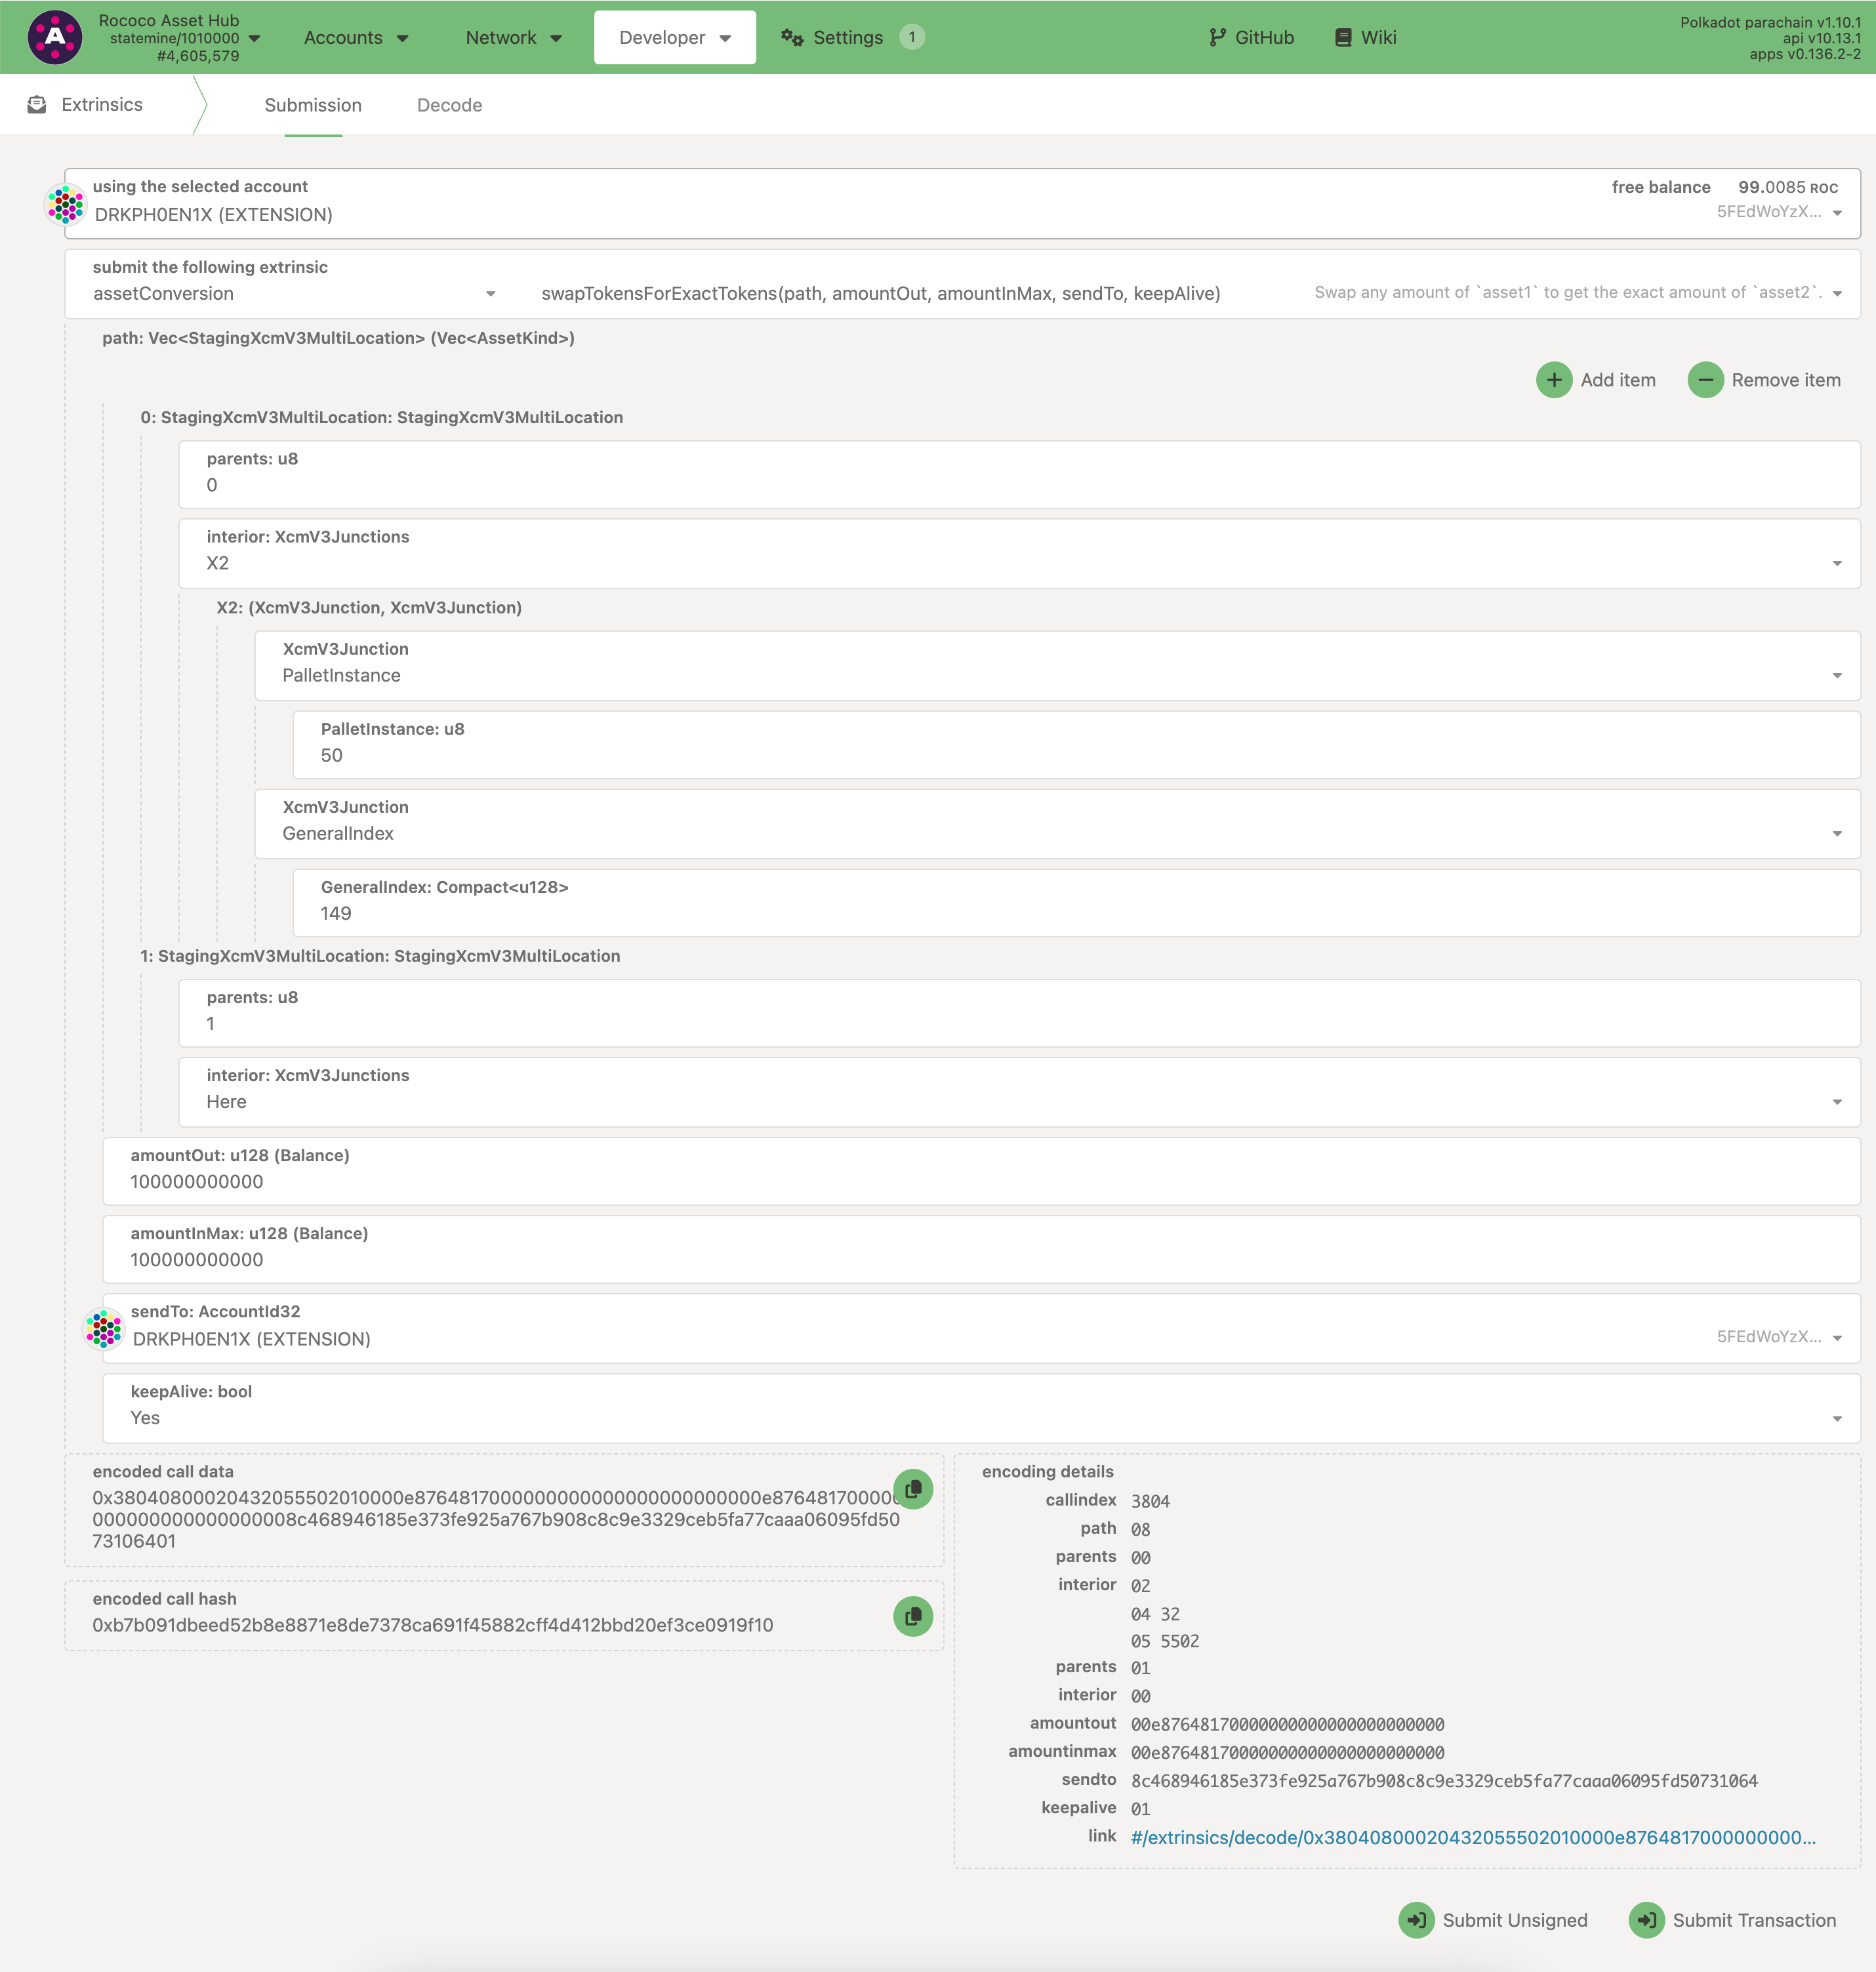 Rococo Asset Hub
statemine/1010000
#4,605,579
Accounts
Network
Developer
Settings 1
GitHub
Wiki
Polkadot parachain v1.10.1
api v10.13.1
apps v0.136.2-2
Extrinsics
Submission
Decode
using the selected account
DRKPH0EN1X (EXTENSION)
free balance 99.0085 ROC
5FEdWoYzX...
submit the following extrinsic
assetConversion
swapTokensForExactTokens(path, amountOut, amountInMax, sendTo, keepAlive)
Swap any amount of `asset1` to get the exact amount of `asset2`.
path: Vec<StagingXcmV3MultiLocation> (Vec<AssetKind>)
Add item
Remove item
0: StagingXcmV3MultiLocation: StagingXcmV3MultiLocation
parents: u8
0
interior: XcmV3Junctions
X2
X2: (XcmV3Junction, XcmV3Junction)
XcmV3Junction
PalletInstance
PalletInstance: u8
50
XcmV3Junction
GeneralIndex
GeneralIndex: Compact<u128>
149
1: StagingXcmV3MultiLocation: StagingXcmV3MultiLocation
parents: u8
1
interior: XcmV3Junctions
Here
amountOut: u128 (Balance)
100000000000
amountInMax: u128 (Balance)
100000000000
sendTo: AccountId32
DRKPH0EN1X (EXTENSION)
5FEdWoYzX...
keepAlive: bool
Yes
encoded call data
0x380408000204320555020100​00e876481700000000000000000000000​0e87648170000​0
000000000000000008c468946185e373fe925a767b908c8c9e3329ceb5fa77caaa06095fd50
73106401
encoded call hash
0xb7b091dbeed52b8e8871e8de7378ca691f45882cff4d412bbd20ef3ce0919f10
encoding details
callindex 3804
path 08
parents 00
interior 02
04 32
05 5502
parents 01
interior 00
amountout 00e87648170000000000000000000000
amountinmax 00e87648170000000000000000000000
sendto 8c468946185e373fe925a767b908c8c9e3329ceb5fa77caaa06095fd50731064
keepalive 01
link #/extrinsics/decode/0x38040800020432055502010000e8764817000000000...
Submit Unsigned
Submit Transaction